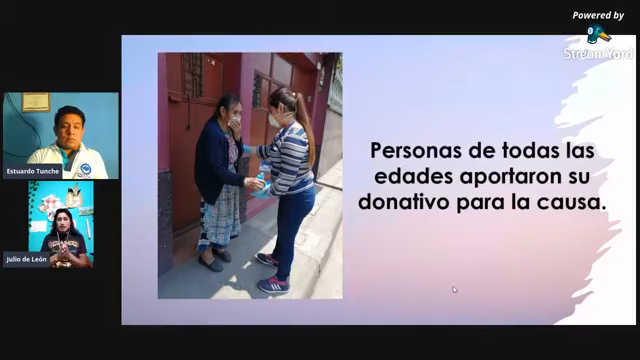 Powered by
StreamYard
Estuardo Tunche
Julio de León
Personas de todas las
edades aportaron su
donativo para la causa.